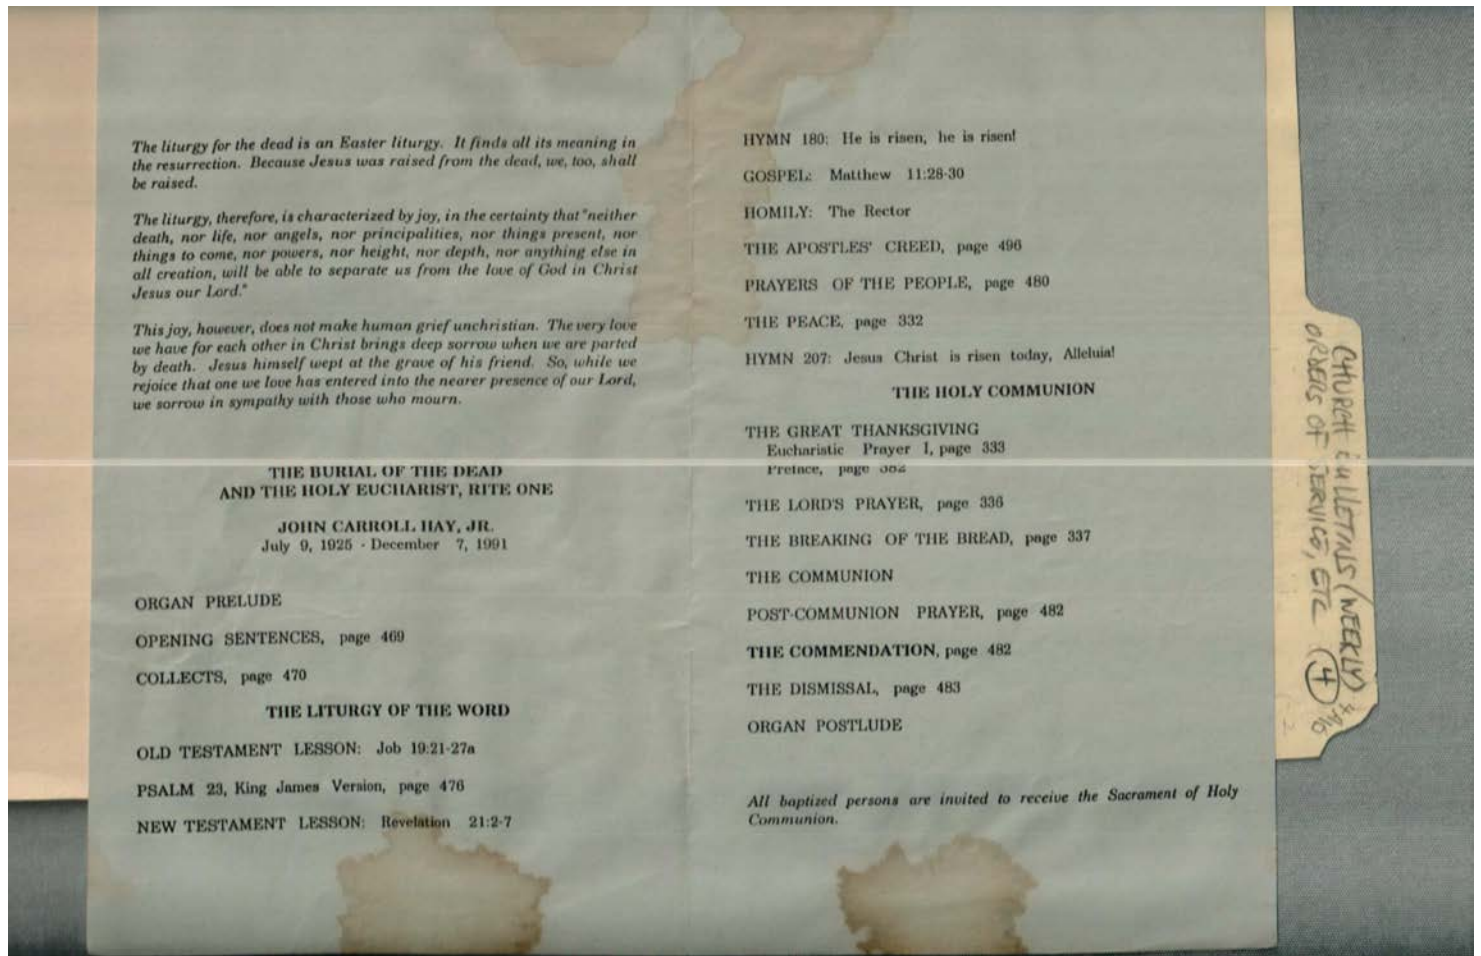 The liturgy for the dead is an Easter liturgy. It finds all its meaning in
the resurrection. Because Jesus was raised from the dead, we, too, shall
be raised.
The liturgy, therefore, is characterized by joy, in the certainty that "neither
death, nor life, nor angels, nor principalities, nor things present, nor
things to come, nor powers, nor height, nor depth, nor anything else in
all creation, will be able to separate us from the love of God in Christ
Jesus our Lord."
This joy, however, does not make human grief unchristian. The very love
we have for each other in Christ brings deep sorrow when we are parted
by death. Jesus himself wept at the grave of his friend. So, while we
rejoice that one we love has entered into the nearer presence of our Lord,
we sorrow in sympathy with those who mourn.
THE BURIAL OF THE DEAD
AND THE HOLY EUCHARIST, RITE ONE
JOHN CARROLL HAY, JR.
July 9, 1925 - December 7, 1991
ORGAN PRELUDE
OPENING SENTENCES, page 469
COLLECTS, page 470
THE LITURGY OF THE WORD
OLD TESTAMENT LESSON: Job 19:21-27a
PSALM 23, King James Version, page 476
NEW TESTAMENT LESSON: Revelation 21:2-7
HYMN 180: He is risen, he is risen!
GOSPEL: Matthew 11:28-30
HOMILY: The Rector
THE APOSTLES' CREED, page 496
PRAYERS OF THE PEOPLE, page 480
THE PEACE, page 332
HYMN 207: Jesus Christ is risen today, Alleluia!
THE HOLY COMMUNION
THE GREAT THANKSGIVING
Eucharistic Prayer I, page 333
Preface, page 382
THE LORD'S PRAYER, page 336
THE BREAKING OF THE BREAD, page 337
THE COMMUNION
POST-COMMUNION PRAYER, page 482
THE COMMENDATION, page 482
THE DISMISSAL, page 483
ORGAN POSTLUDE
All baptized persons are invited to receive the Sacrament of Holy
Communion.
CHURCH BULLETINS (WEEKLY)
ORDERS OF SERVICE, ETC 4